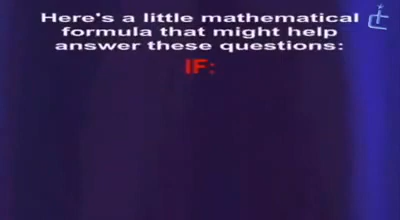 Here's a little mathematical
formula that might help
answer these questions:
IF: